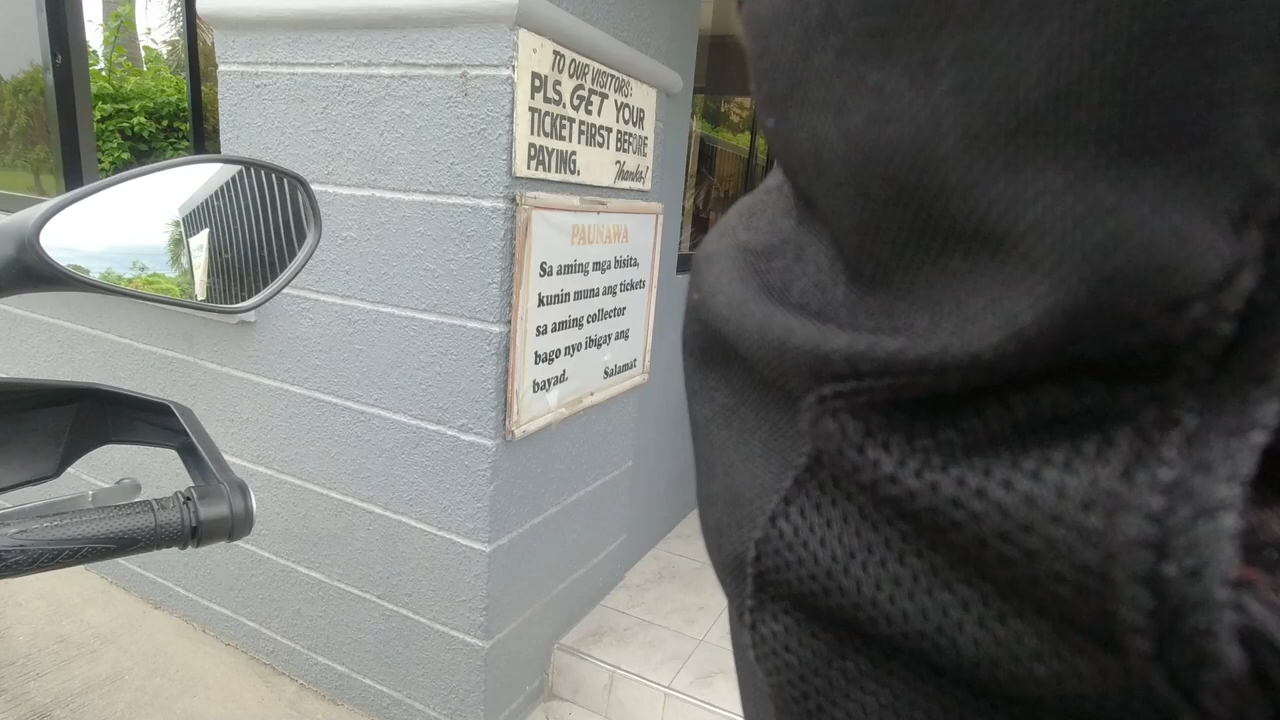 TO OUR VISITORS:
PLS. GET YOUR
TICKET FIRST BEFORE
PAYING.
Thanks!
PAUNAWA
Sa aming mga bisita,
kunin muna ang tickets
sa aming collector
bago nyo ibigay ang
bayad. Salamat